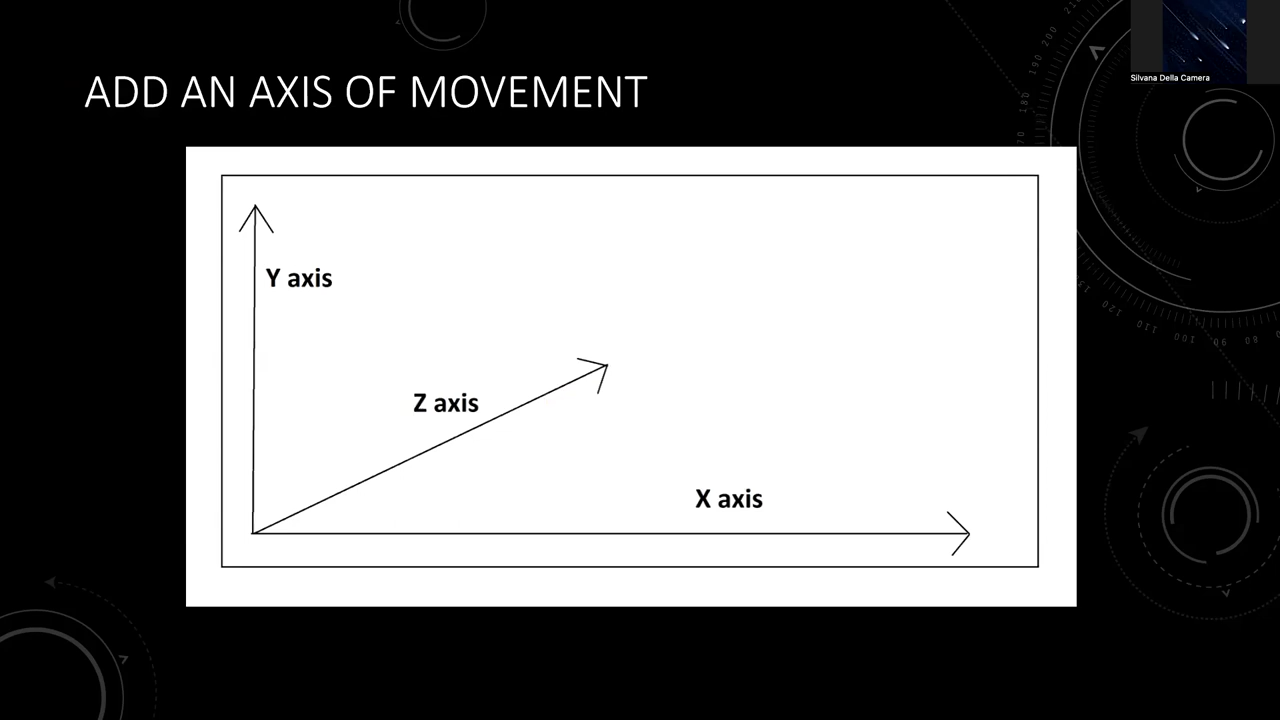 Silvana Della Camera
ADD AN AXIS OF MOVEMENT
Y axis
Z axis
X axis